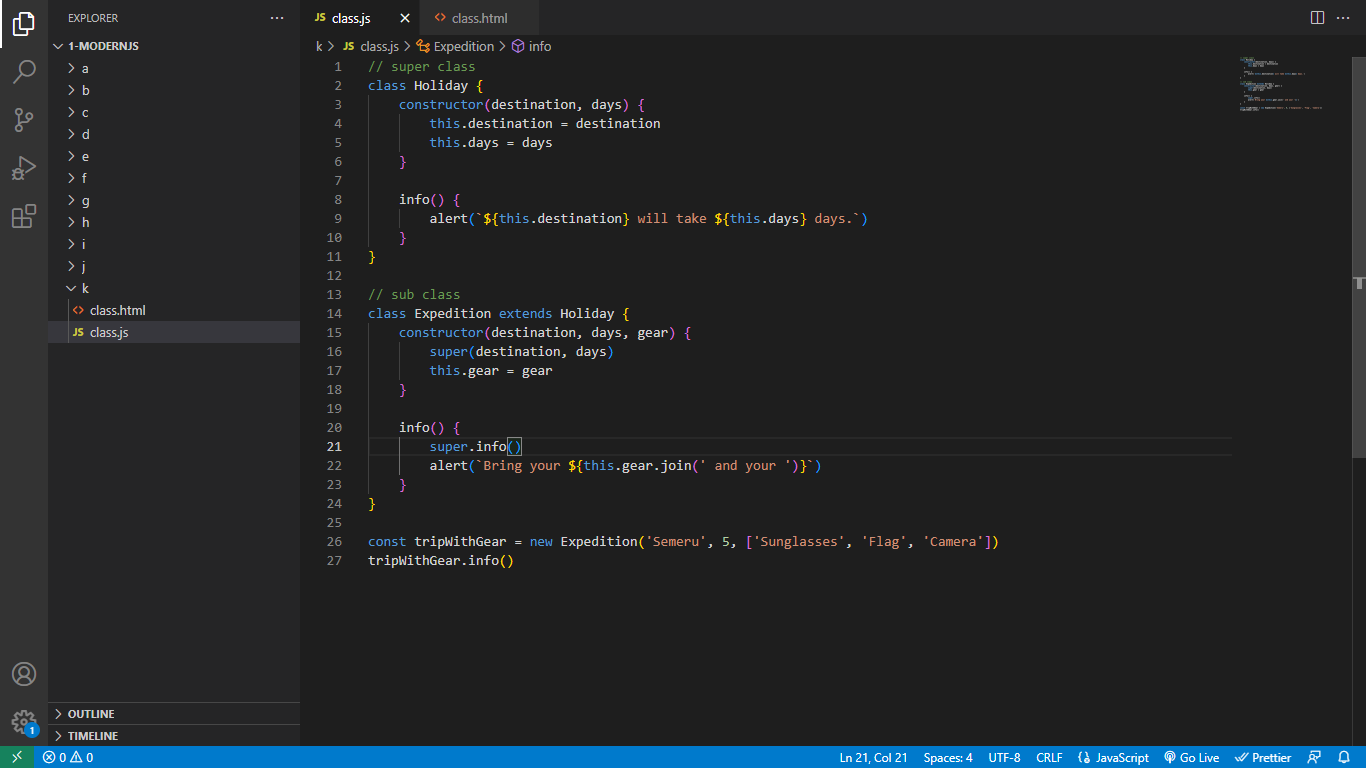 EXPLORER
1-MODERNJS
a
b
c
d
e
f
g
h
i
j
k
class.html
JS class.js
OUTLINE
TIMELINE
1
JS class.js
class.html
k > JS class.js > Expedition > info
1 // super class
2 class Holiday {
3 constructor(destination, days) {
4 this.destination = destination
5 this.days = days
6 }
7
8 info() {
9 alert(`${this.destination} will take ${this.days} days.`)
10 }
11 }
12
13 // sub class
14 class Expedition extends Holiday {
15 constructor(destination, days, gear) {
16 super(destination, days)
17 this.gear = gear
18 }
19
20 info() {
21 super.info()
22 alert(`Bring your ${this.gear.join(' and your ')}`)
23 }
24 }
25
26 const tripWithGear = new Expedition('Semeru', 5, ['Sunglasses', 'Flag', 'Camera'])
27 tripWithGear.info()
0 0 Ln 21, Col 21 Spaces: 4 UTF-8 CRLF JavaScript Go Live Prettier